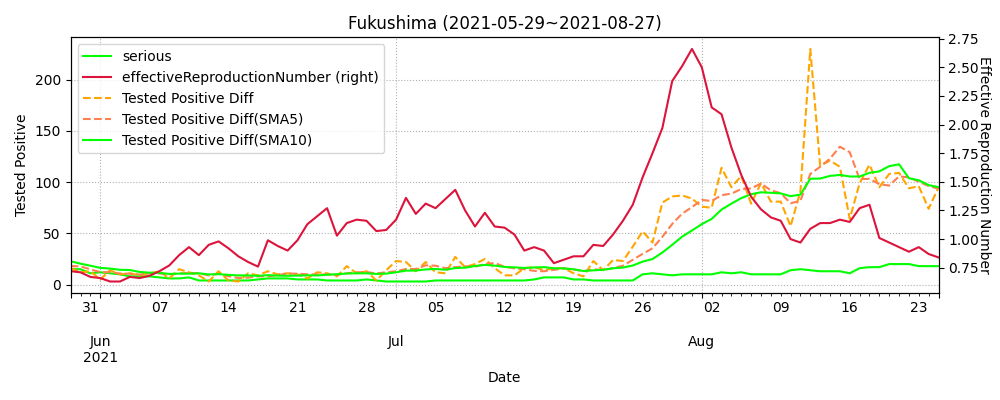 Fukushima (2021-05-29~2021-08-27)
serious
effectiveReproductionNumber (right)
Tested Positive Diff
Tested Positive Diff(SMA5)
Tested Positive Diff(SMA10)
Tested Positive
200
150
100
50
0
2.75
2.50
2.25
2.00
1.75
1.50
1.25
1.00
0.75
Effective Reproduction Number
31 07 14 21 28 05 12 19 26 02 09 16 23
Jun Jul Aug
2021
Date